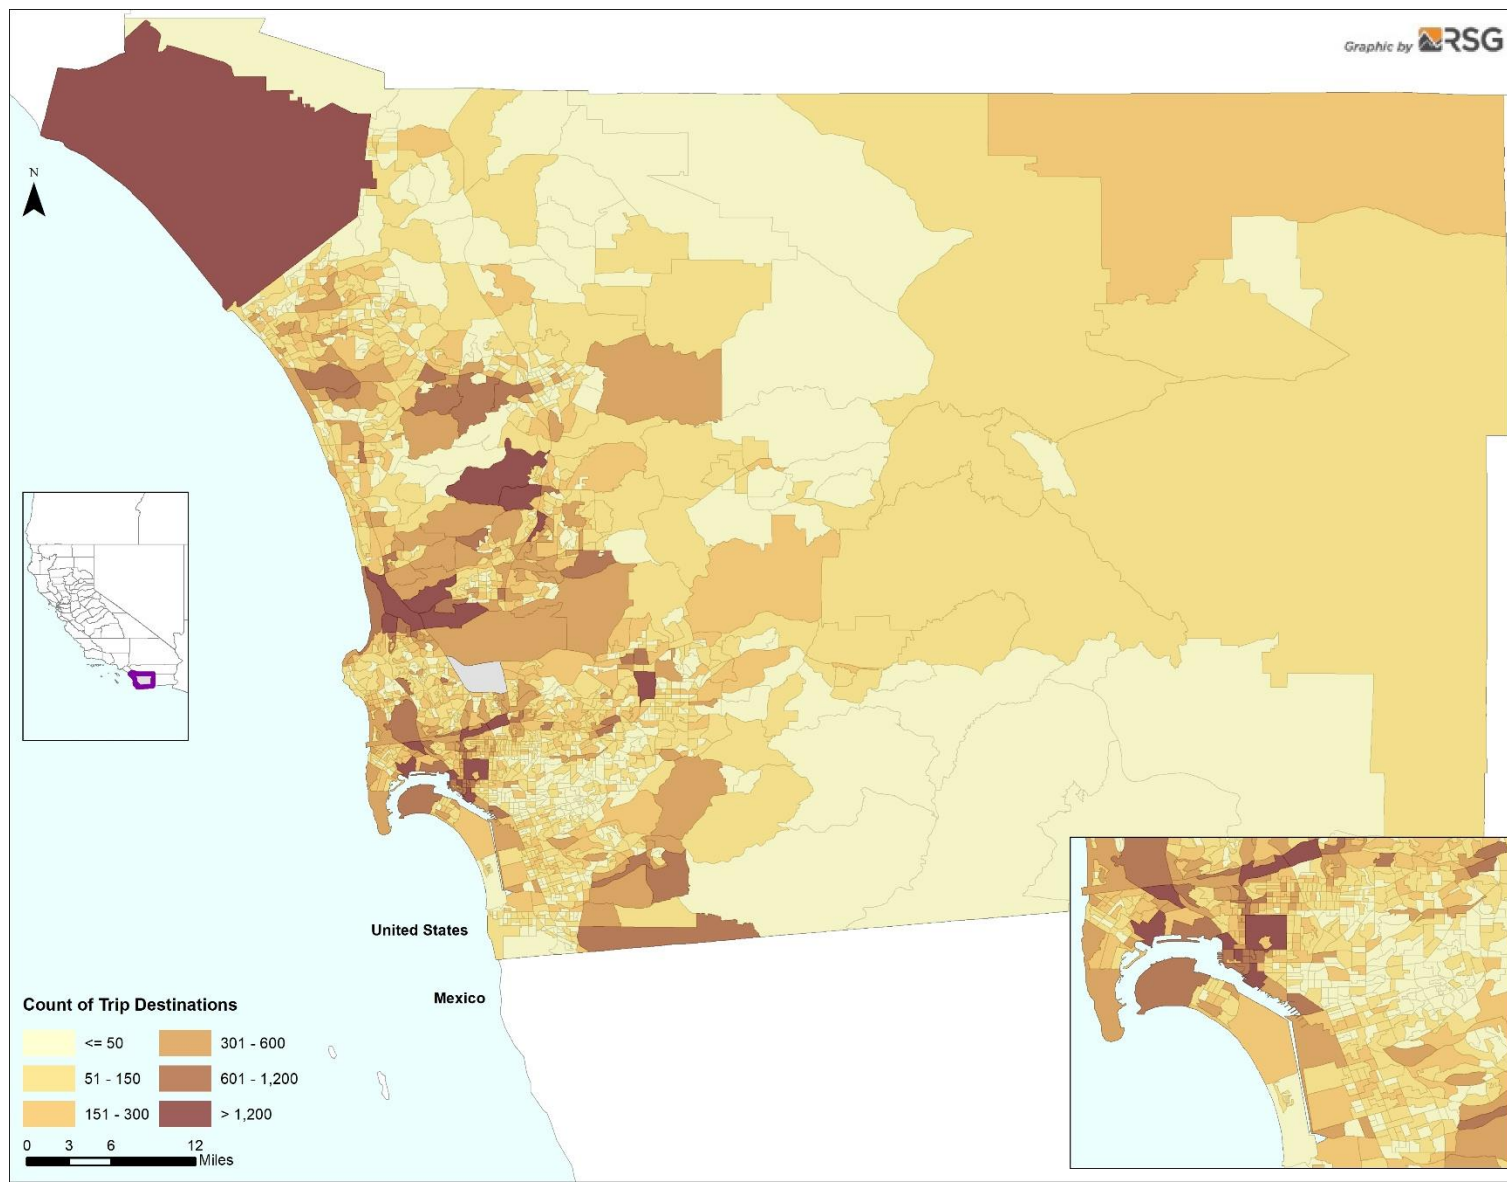 Graphic by RSG
N
United States
Mexico
Count of Trip Destinations
<= 50
51 - 150
151 - 300
301 - 600
601 - 1,200
> 1,200
0 3 6 12
Miles